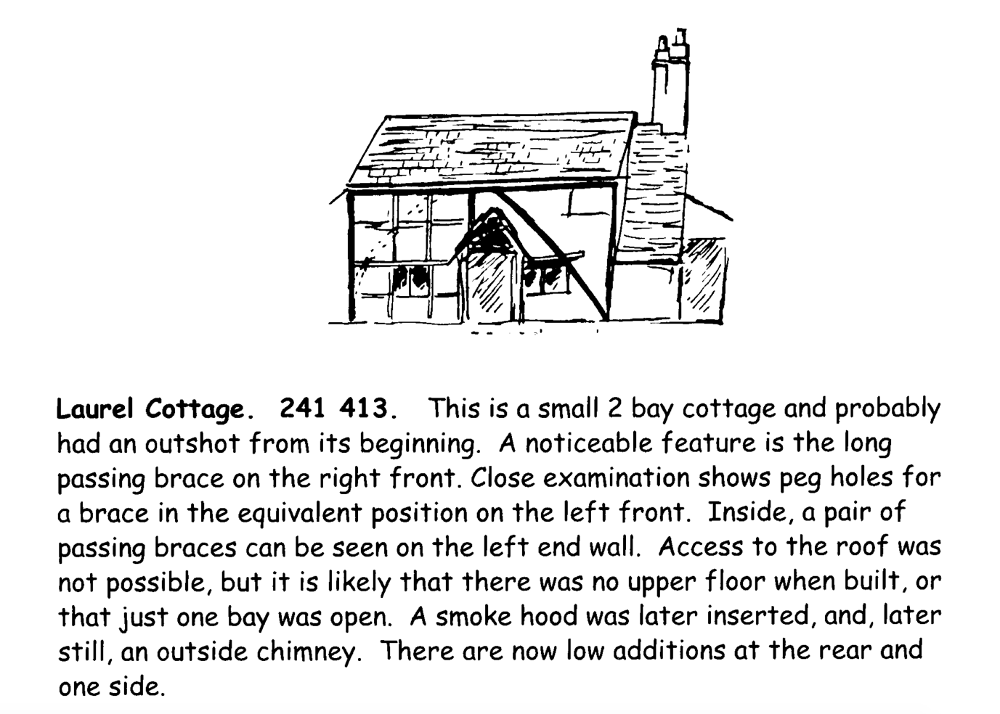 Laurel Cottage. 241 413. This is a small 2 bay cottage and probably
had an outshot from its beginning. A noticeable feature is the long
passing brace on the right front. Close examination shows peg holes for
a brace in the equivalent position on the left front. Inside, a pair of
passing braces can be seen on the left end wall. Access to the roof was
not possible, but it is likely that there was no upper floor when built, or
that just one bay was open. A smoke hood was later inserted, and, later
still, an outside chimney. There are now low additions at the rear and
one side.